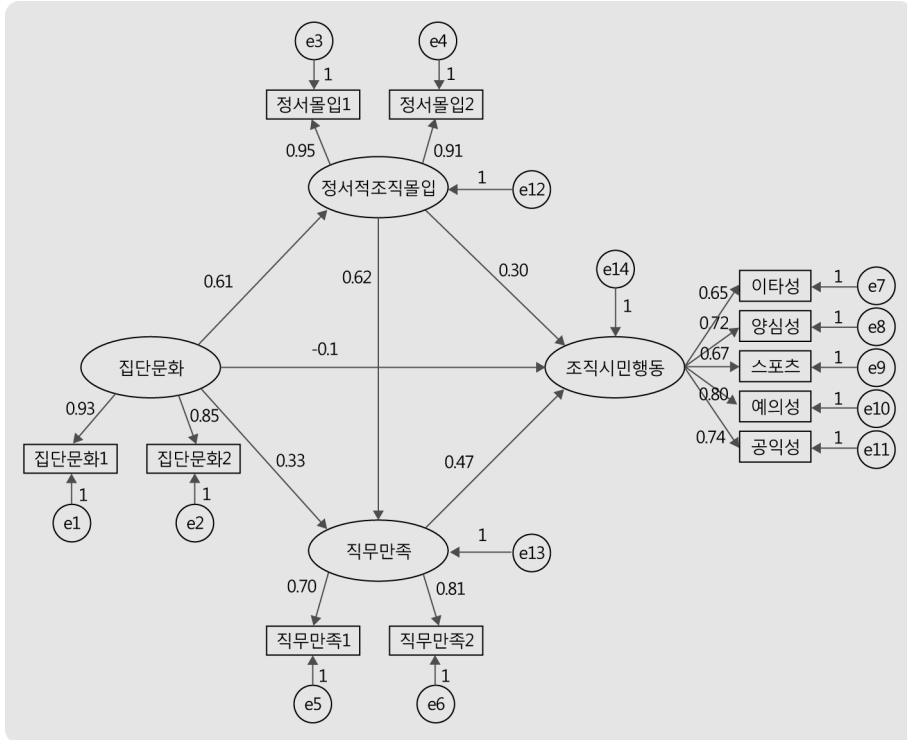 e3
e4
1
1
정서몰입1
정서몰입2
0.95
0.91
정서적조직몰입
1
e12
0.61
0.62
0.30
e14
1
-0.1
집단문화
조직시민행동
0.65
이타성
1
e7
0.72
양심성
1
e8
0.67
스포츠
1
e9
0.80
예의성
1
e10
0.74
공익성
1
e11
0.93
0.85
집단문화1
집단문화2
1
1
e1
e2
0.33
0.47
직무만족
1
e13
0.70
0.81
직무만족1
직무만족2
1
1
e5
e6